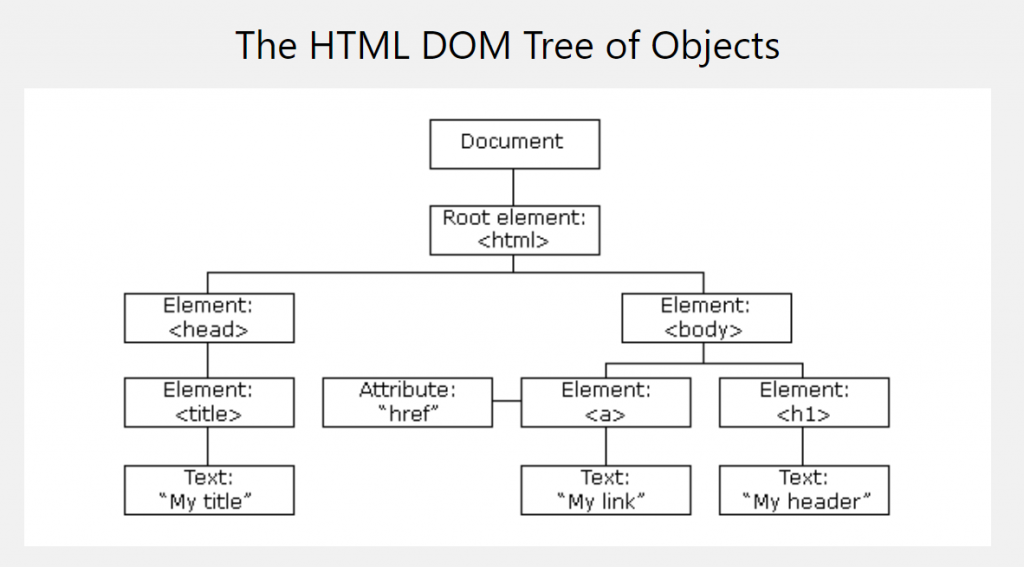 The HTML DOM Tree of Objects
Document
Root element:
<html>
Element:
<head>
Element:
<body>
Element:
<title>
Attribute:
“href”
Element:
<a>
Element:
<h1>
Text:
“My title”
Text:
“My link”
Text:
“My header”